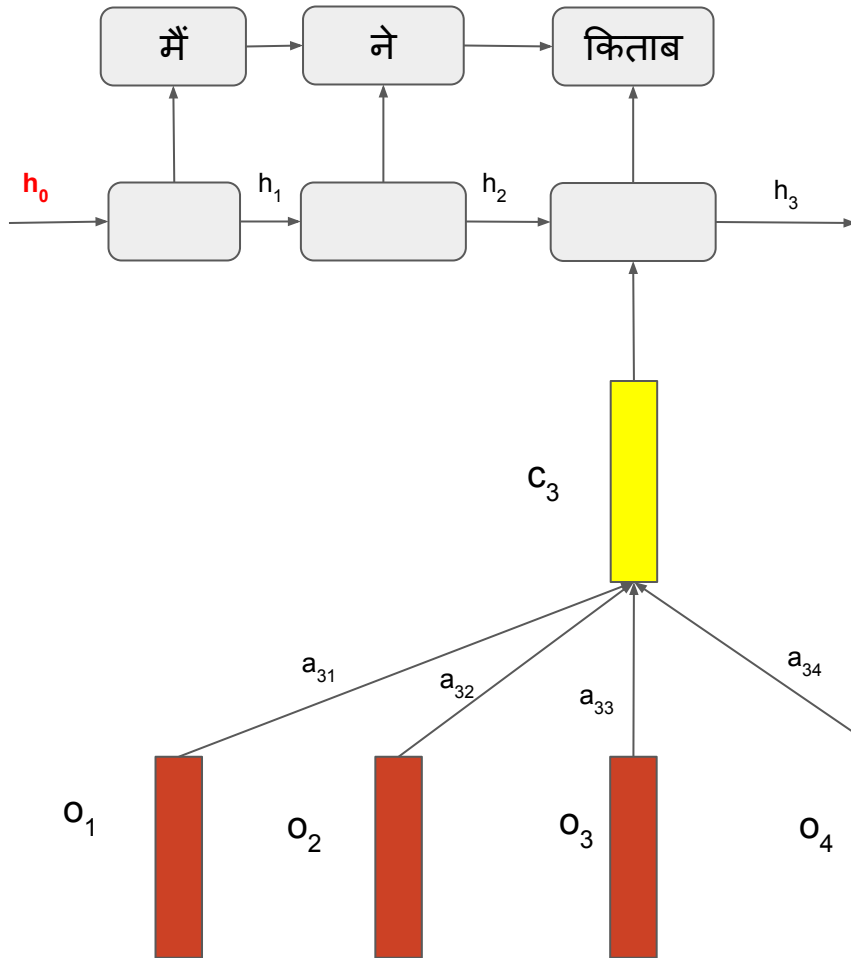 मैं ने किताब
h₀ h₁ h₂ h₃
c₃
a₃₁ a₃₂ a₃₃ a₃₄
o₁ o₂ o₃ o₄